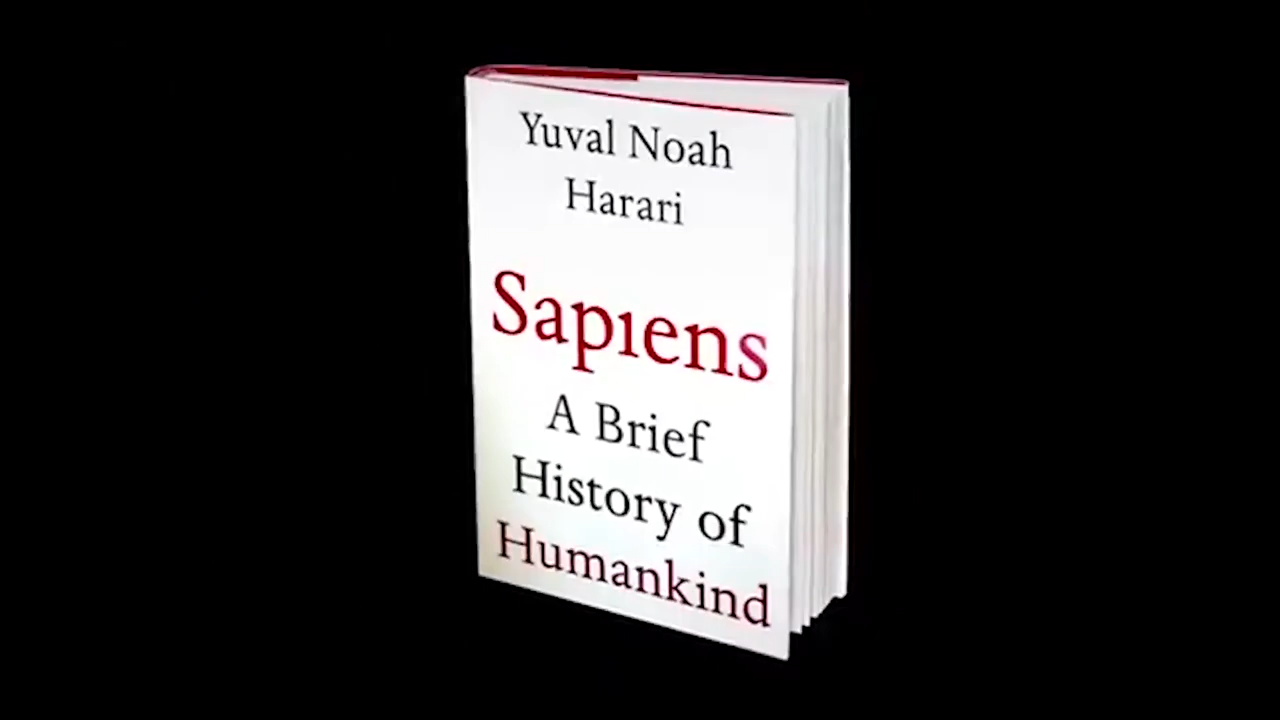 Yuval Noah
Harari
Sapiens
A Brief
History of
Humankind